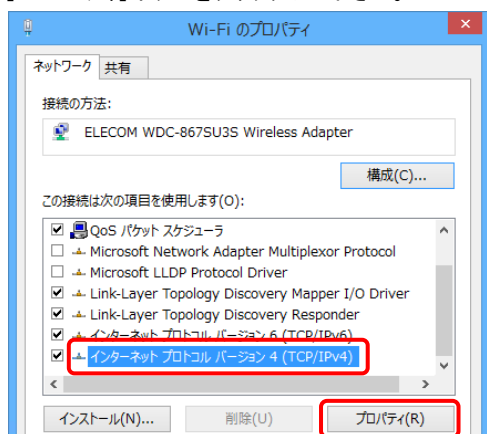 Wi-Fi のプロパティ
ネットワーク 共有
接続の方法:
ELECOM WDC-867SU3S Wireless Adapter
構成(C)...
この接続は次の項目を使用します(O):
QoS パケット スケジューラ
Microsoft Network Adapter Multiplexor Protocol
Microsoft LLDP Protocol Driver
Link-Layer Topology Discovery Mapper I/O Driver
Link-Layer Topology Discovery Responder
インターネット プロトコル バージョン 6 (TCP/IPv6)
インターネット プロトコル バージョン 4 (TCP/IPv4)
インストール(N)... 削除(U) プロパティ(R)